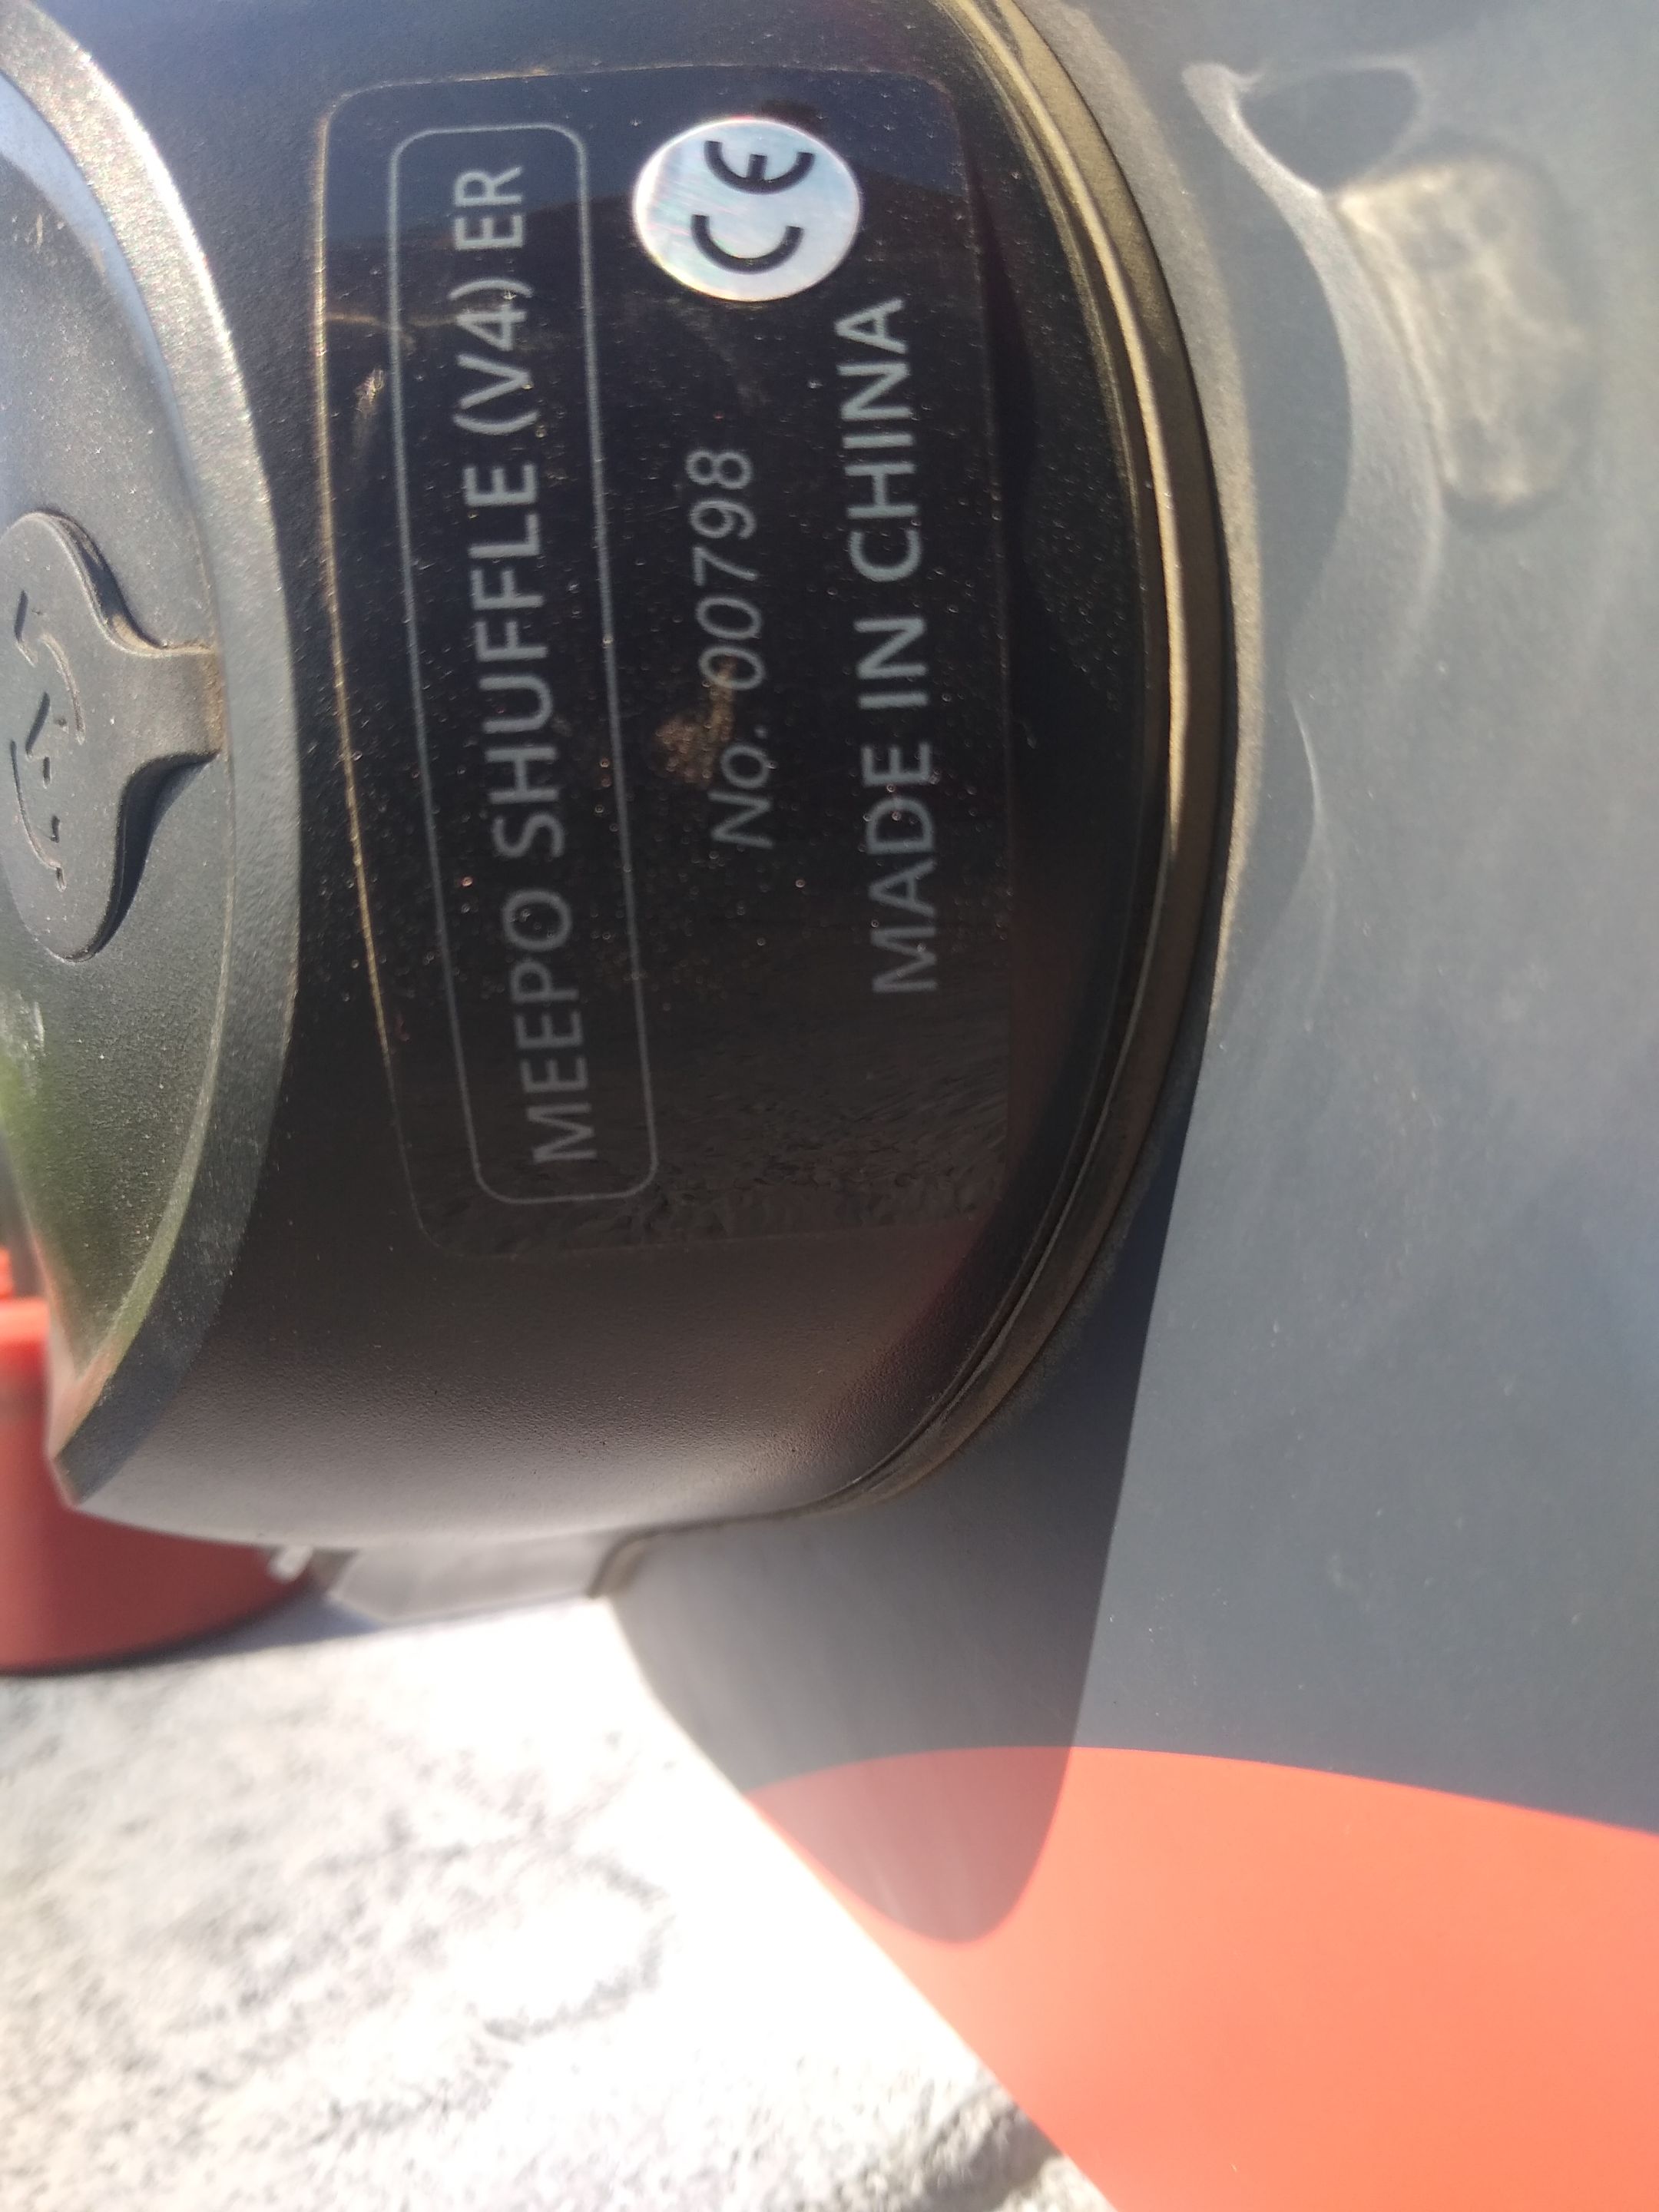 MEEPO SHUFFLE (V4) ER
No. 00798
CE
MADE IN CHINA